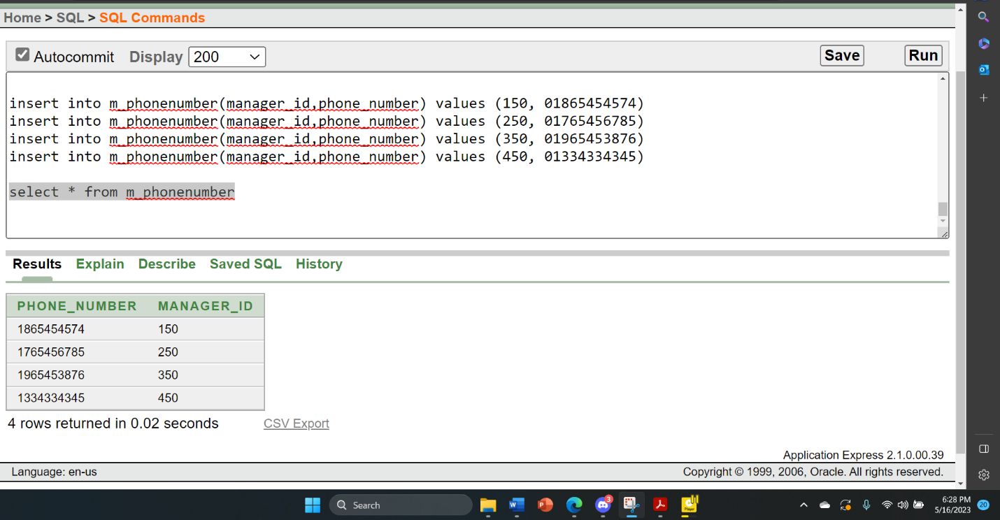 Home > SQL > SQL Commands
Autocommit Display 200 Save Run
insert into m_phonenumber(manager_id,phone_number) values (150, 01865454574)
insert into m_phonenumber(manager_id,phone_number) values (250, 01765456785)
insert into m_phonenumber(manager_id,phone_number) values (350, 01965453876)
insert into m_phonenumber(manager_id,phone_number) values (450, 01334334345)
select * from m_phonenumber
Results Explain Describe Saved SQL History
PHONE_NUMBER MANAGER_ID
1865454574 150
1765456785 250
1965453876 350
1334334345 450
4 rows returned in 0.02 seconds CSV Export
Application Express 2.1.0.00.39
Language: en-us Copyright © 1999, 2006, Oracle. All rights reserved.
Search 3 6:28 PM
5/16/2023 20